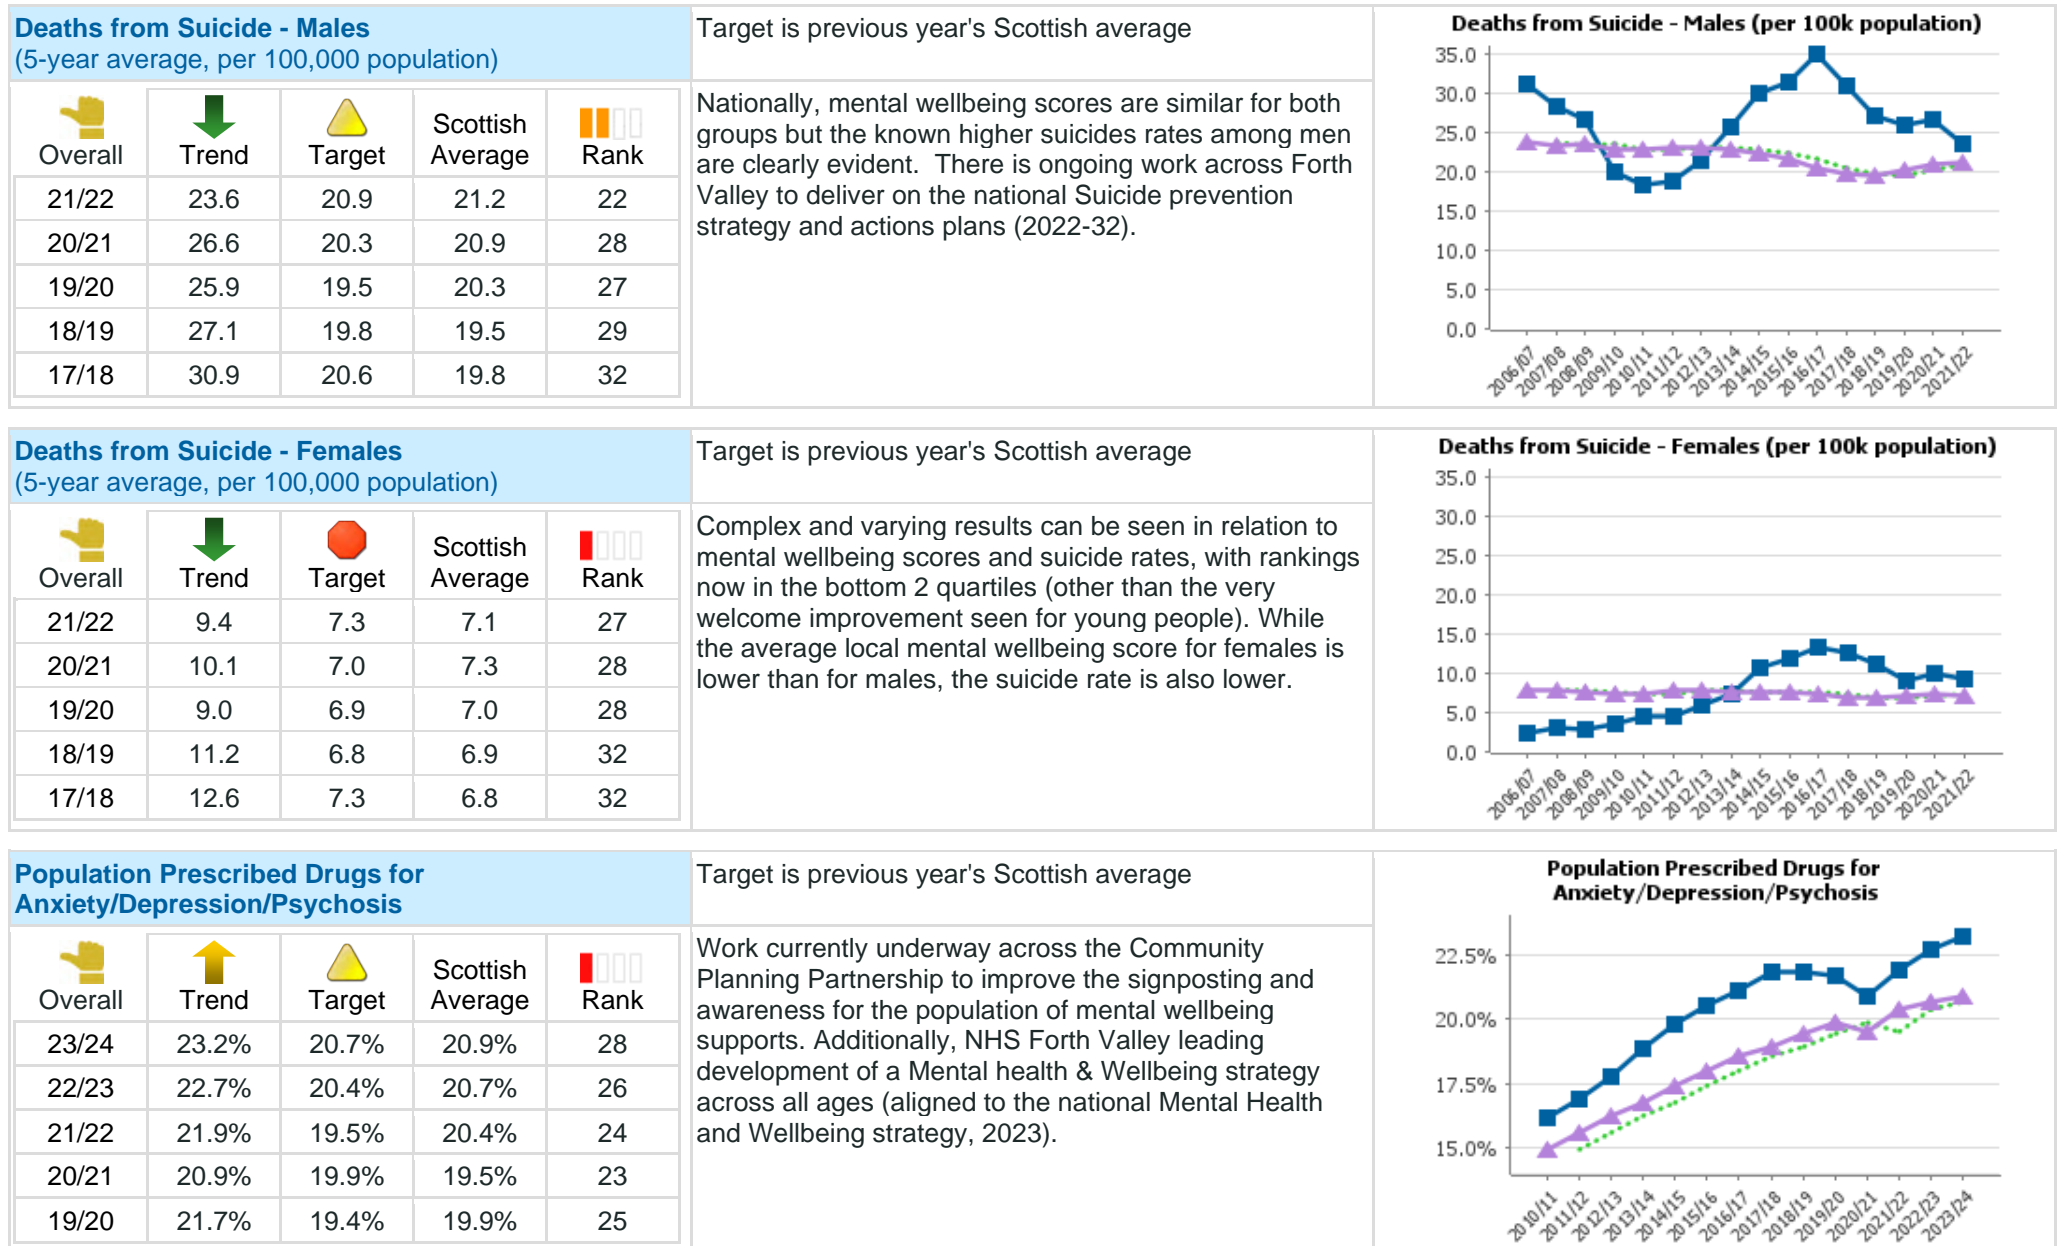 Deaths from Suicide - Males
(5-year average, per 100,000 population)
Target is previous year's Scottish average
Overall Trend Target Scottish Average Rank
21/22 23.6 20.9 21.2 22
20/21 26.6 20.3 20.9 28
19/20 25.9 19.5 20.3 27
18/19 27.1 19.8 19.5 29
17/18 30.9 20.6 19.8 32
Nationally, mental wellbeing scores are similar for both
groups but the known higher suicides rates among men
are clearly evident.  There is ongoing work across Forth
Valley to deliver on the national Suicide prevention
strategy and actions plans (2022-32).
Deaths from Suicide - Males (per 100k population)
35.0
30.0
25.0
20.0
15.0
10.0
5.0
0.0
2006/07 2007/08 2008/09 2009/10 2010/11 2011/12 2012/13 2013/14 2014/15 2015/16 2016/17 2017/18 2018/19 2019/20 2020/21 2021/22
Deaths from Suicide - Females
(5-year average, per 100,000 population)
Target is previous year's Scottish average
Overall Trend Target Scottish Average Rank
21/22 9.4 7.3 7.1 27
20/21 10.1 7.0 7.3 28
19/20 9.0 6.9 7.0 28
18/19 11.2 6.8 6.9 32
17/18 12.6 7.3 6.8 32
Complex and varying results can be seen in relation to
mental wellbeing scores and suicide rates, with rankings
now in the bottom 2 quartiles (other than the very
welcome improvement seen for young people). While
the average local mental wellbeing score for females is
lower than for males, the suicide rate is also lower.
Deaths from Suicide - Females (per 100k population)
35.0
30.0
25.0
20.0
15.0
10.0
5.0
0.0
2006/07 2007/08 2008/09 2009/10 2010/11 2011/12 2012/13 2013/14 2014/15 2015/16 2016/17 2017/18 2018/19 2019/20 2020/21 2021/22
Population Prescribed Drugs for
Anxiety/Depression/Psychosis
Target is previous year's Scottish average
Overall Trend Target Scottish Average Rank
23/24 23.2% 20.7% 20.9% 28
22/23 22.7% 20.4% 20.7% 26
21/22 21.9% 19.5% 20.4% 24
20/21 20.9% 19.9% 19.5% 23
19/20 21.7% 19.4% 19.9% 25
Work currently underway across the Community
Planning Partnership to improve the signposting and
awareness for the population of mental wellbeing
supports. Additionally, NHS Forth Valley leading
development of a Mental health & Wellbeing strategy
across all ages (aligned to the national Mental Health
and Wellbeing strategy, 2023).
Population Prescribed Drugs for
Anxiety/Depression/Psychosis
22.5%
20.0%
17.5%
15.0%
2010/11 2011/12 2012/13 2013/14 2014/15 2015/16 2016/17 2017/18 2018/19 2019/20 2020/21 2021/22 2022/23 2023/24